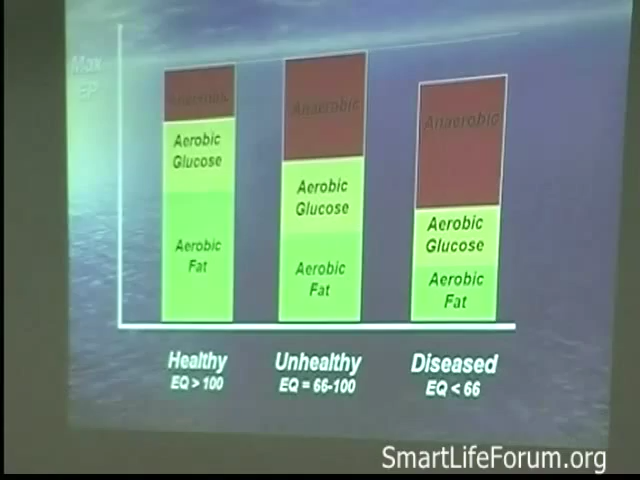 Max
EP
Anaerobic
Aerobic
Glucose
Aerobic
Fat
Anaerobic
Aerobic
Glucose
Aerobic
Fat
Anaerobic
Aerobic
Glucose
Aerobic
Fat
Healthy
EQ > 100
Unhealthy
EQ = 66-100
Diseased
EQ < 66
SmartLifeForum.org